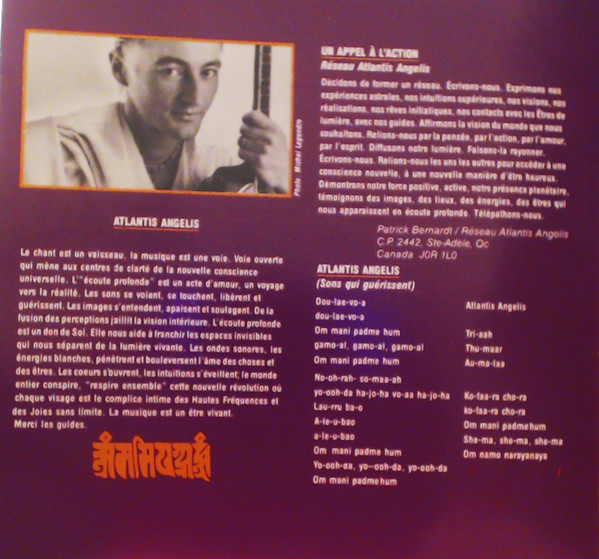 Photo: Michel Legendre
ATLANTIS ANGELIS
Le chant est un vaisseau, la musique est une voie. Voie ouverte
qui mène aux centres de clarté de la nouvelle conscience
universelle. L'"écoute profonde" est un acte d'amour, un voyage
vers la réalité. Les sons se voient, se touchent, libèrent et
guérissent. Les images s'entendent, apaisent et soulagent. De la
fusion des perceptions jaillit la vision intérieure. L'écoute profonde
est un don de Soi. Elle nous aide à franchir les espaces invisibles
qui nous séparent de la lumière vivante. Les ondes sonores, les
énergies blanches, pénètrent et bouleversent l'âme des choses et
des êtres. Les coeurs s'ouvrent, les intuitions s'éveillent; le monde
entier conspire, "respire ensemble" cette nouvelle révolution où
chaque visage est le complice intime des Hautes Fréquences et
des Joies sans limite. La musique est un être vivant.
Merci les guides.
UN APPEL À L'ACTION
Réseau Atlantis Angelis
Décidons de former un réseau. Écrivons-nous. Exprimons nos
expériences astrales, nos intuitions supérieures, nos visions, nos
réalisations, nos rêves initiatiques, nos contacts avec les Êtres de
lumière, avec nos guides. Affirmons la vision du monde que nous
souhaitons. Relions-nous par la pensée, par l'action, par l'amour,
par l'esprit. Diffusons notre lumière. Faisons-la rayonner.
Écrivons-nous. Relions-nous les uns les autres pour accéder à une
conscience nouvelle, à une nouvelle manière d'être heureux.
Démontrons notre force positive, active, notre présence planétaire,
témoignons des images, des lieux, des énergies, des êtres qui
nous apparaissent en écoute profonde. Télépathons-nous.
Patrick Bernardt / Réseau Atlantis Angelis
C.P. 2442, Ste-Adèle, Qc
Canada J0R 1L0
ATLANTIS ANGELIS
(Sons qui guérissent)
Dou-lae-vo-a
dou-lae-vo-a
Om mani padme hum
gamo-ai, gamo-ai, gamo-ai
Om mani padme hum
No-oh-rah- so-maa-ah
yo-ooh-da ha-jo-ha vo-aa ha-jo-ha
Lau-rru ba-o
A-le-u-bao
a-le-u-bao
Om mani padme hum
Yo-ooh-da, yo--ooh-da, yo-ooh-da
Om mani padme hum
Atlantis Angelis
Tri-aah
Thu-maar
Au-ma-laa
Ko-laa-ra cho-ra
ko-laa-ra cho-ra
Om mani padme hum
She-ma, she-ma, she-ma
Om namo narayanaya